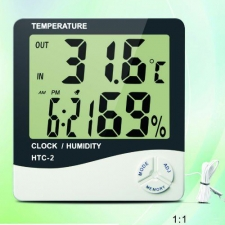 TEMPERATURE
OUT
31.6°C
IN
AM PM
6:21 69%
CLOCK / HUMIDITY
HTC-2
MODE
ADJ
MEMORY
1:1